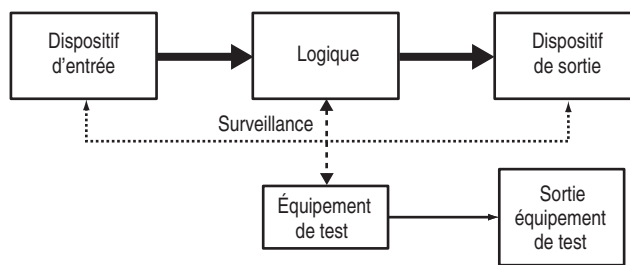 Dispositif
d'entrée
Logique
Dispositif
de sortie
Surveillance
Équipement
de test
Sortie
équipement
de test